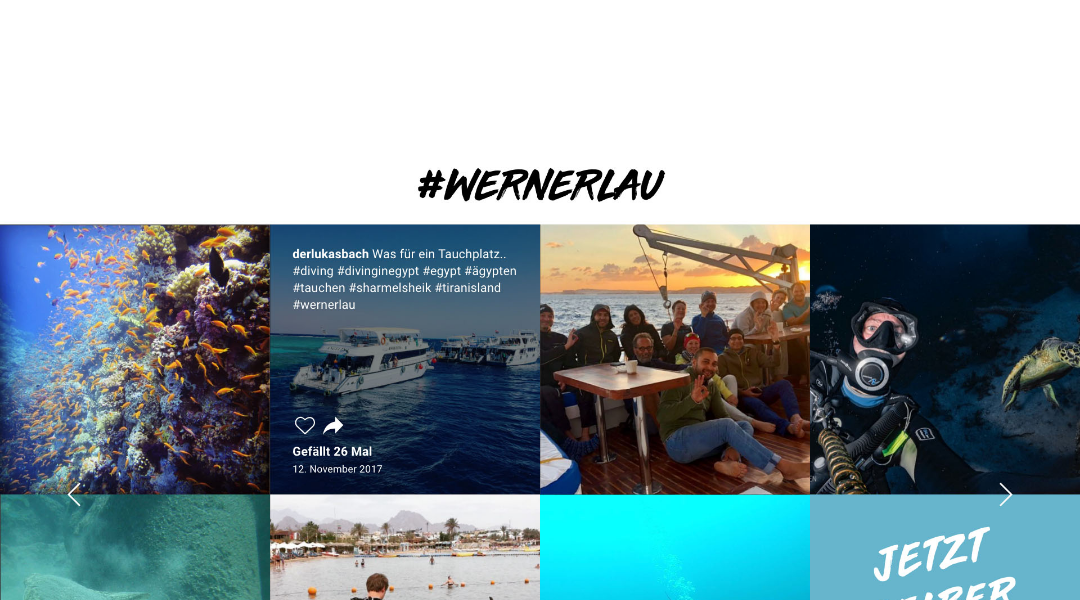 #WERNERLAU
derlukasbach Was für ein Tauchplatz..
#diving #divinginegypt #egypt #ägypten
#tauchen #sharmelsheik #tiranisland
#wernerlau
Gefällt 26 Mal
12. November 2017
JETZT